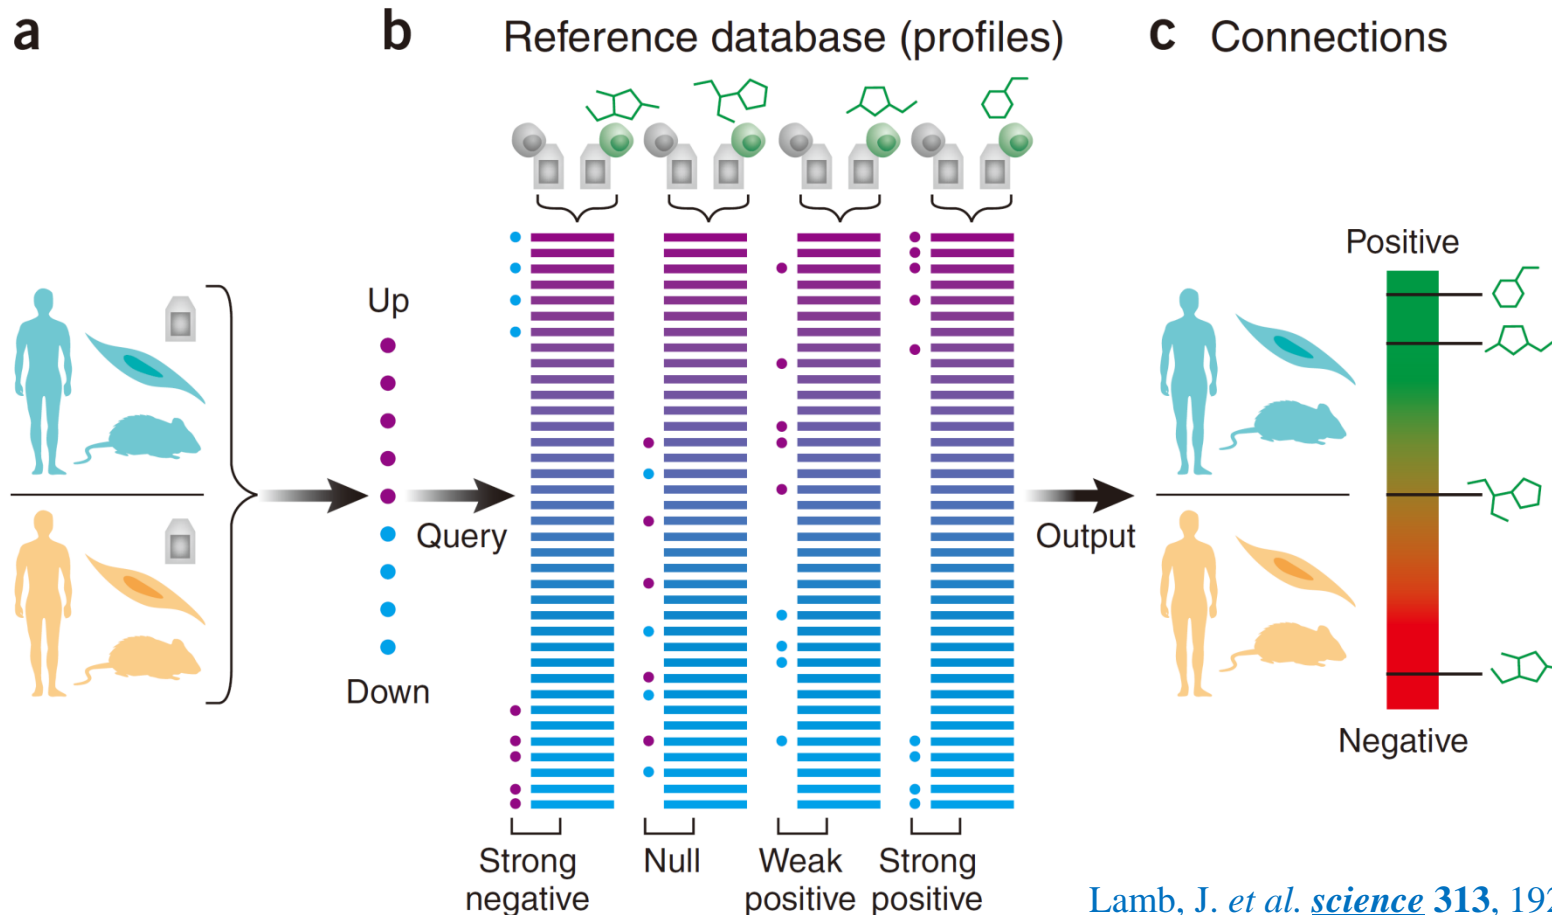 a
b Reference database (profiles)
c Connections
Up
Down
Query
Strong
negative
Null
Weak
positive
Strong
positive
Output
Positive
Negative
Lamb, J. et al. science 313,